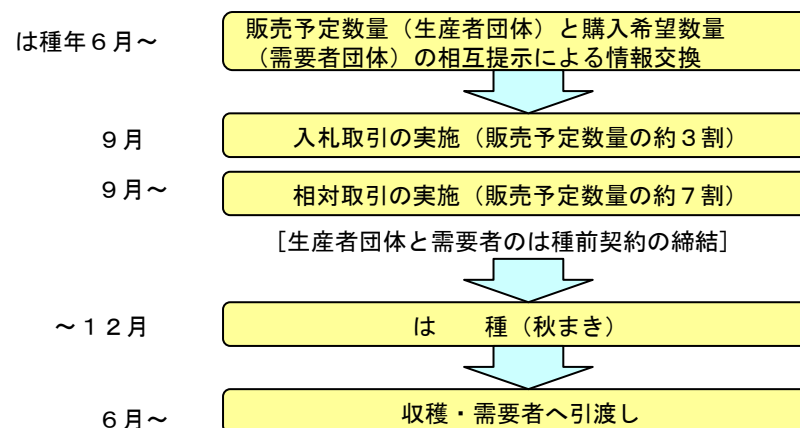 は種年６月～
販売予定数量（生産者団体）と購入希望数量
（需要者団体）の相互提示による情報交換
９月
入札取引の実施（販売予定数量の約３割）
９月～
相対取引の実施（販売予定数量の約７割）
［生産者団体と需要者のは種前契約の締結］
～１２月
は　　種（秋まき）
６月～
収穫・需要者へ引渡し